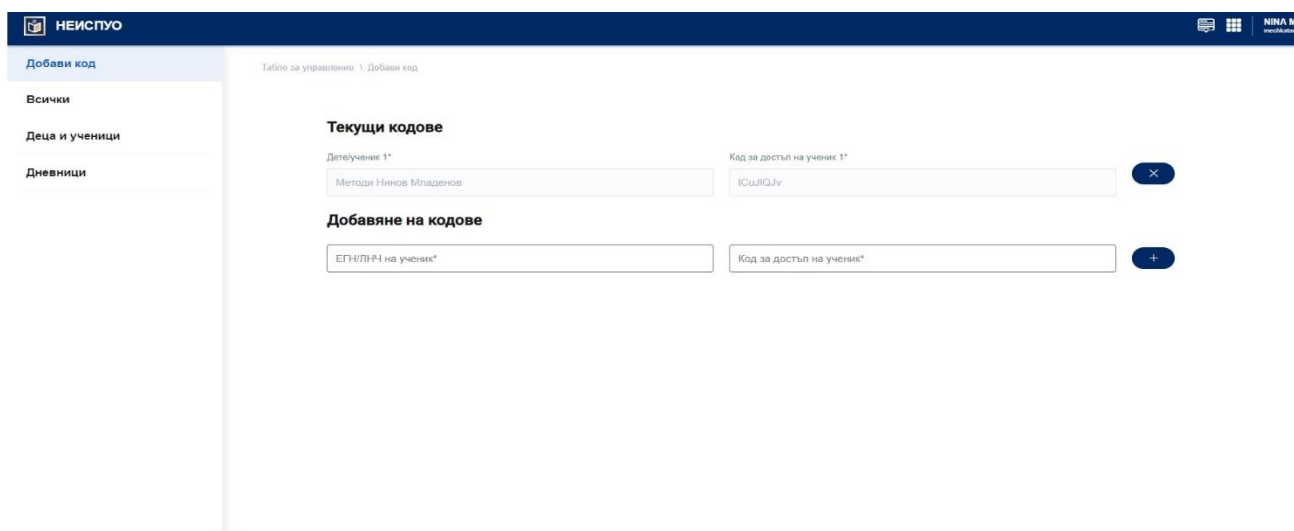 НЕИСПУО
NINA M
Добави код
Всички
Деца и ученици
Дневници
Табло за управление \ Добави код
Текущи кодове
Дете/ученик 1* Код за достъп на ученик 1*
Методи Нинов Младенов
Добавяне на кодове
ЕГН/ЛНЧ на ученик* Код за достъп на ученик*